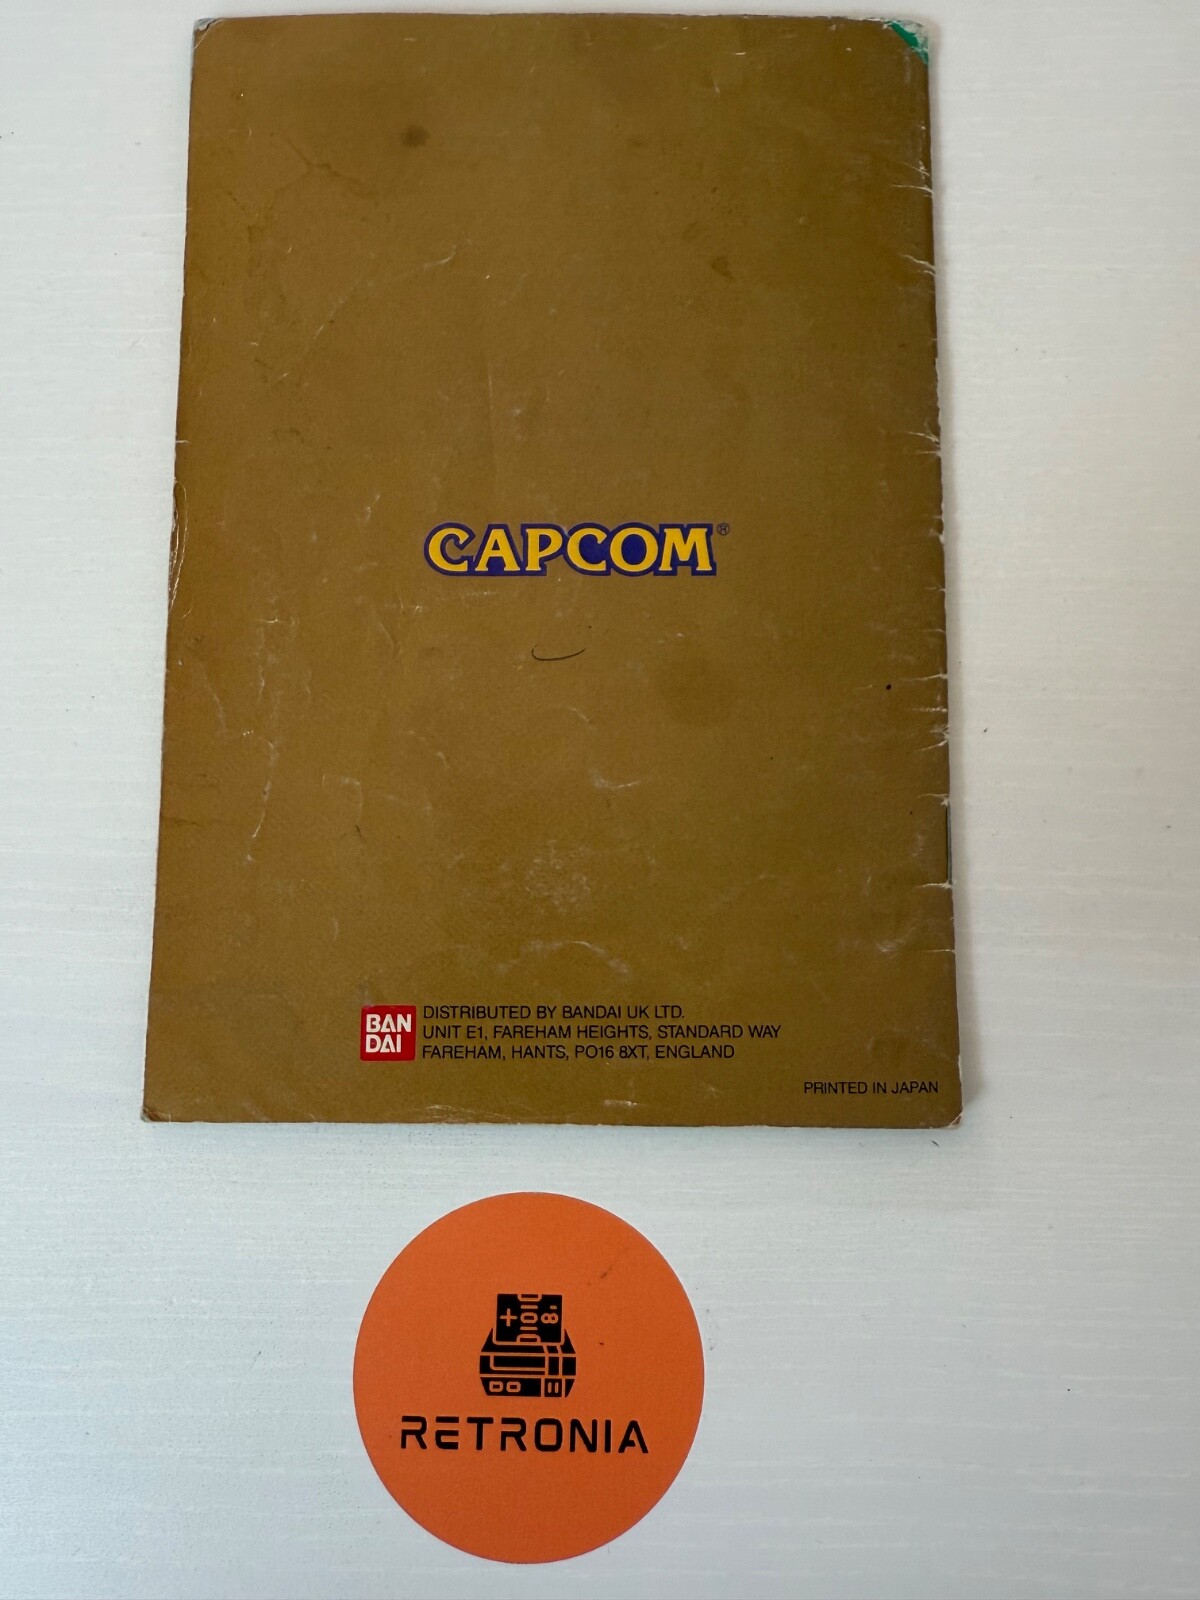 CAPCOM®
BAN
DAI
DISTRIBUTED BY BANDAI UK LTD.
UNIT E1, FAREHAM HEIGHTS, STANDARD WAY
FAREHAM, HANTS, PO16 8XT, ENGLAND
PRINTED IN JAPAN
RETRONIA